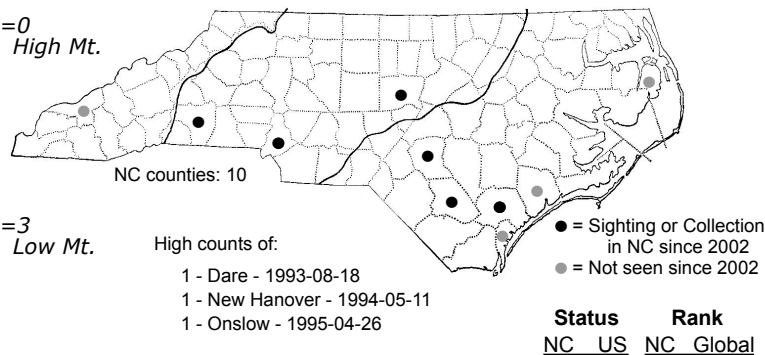 =0
High Mt.
NC counties: 10
=3
Low Mt.
High counts of:
1 - Dare - 1993-08-18
1 - New Hanover - 1994-05-11
1 - Onslow - 1995-04-26
= Sighting or Collection
in NC since 2002
= Not seen since 2002
Status Rank
NC US NC Global